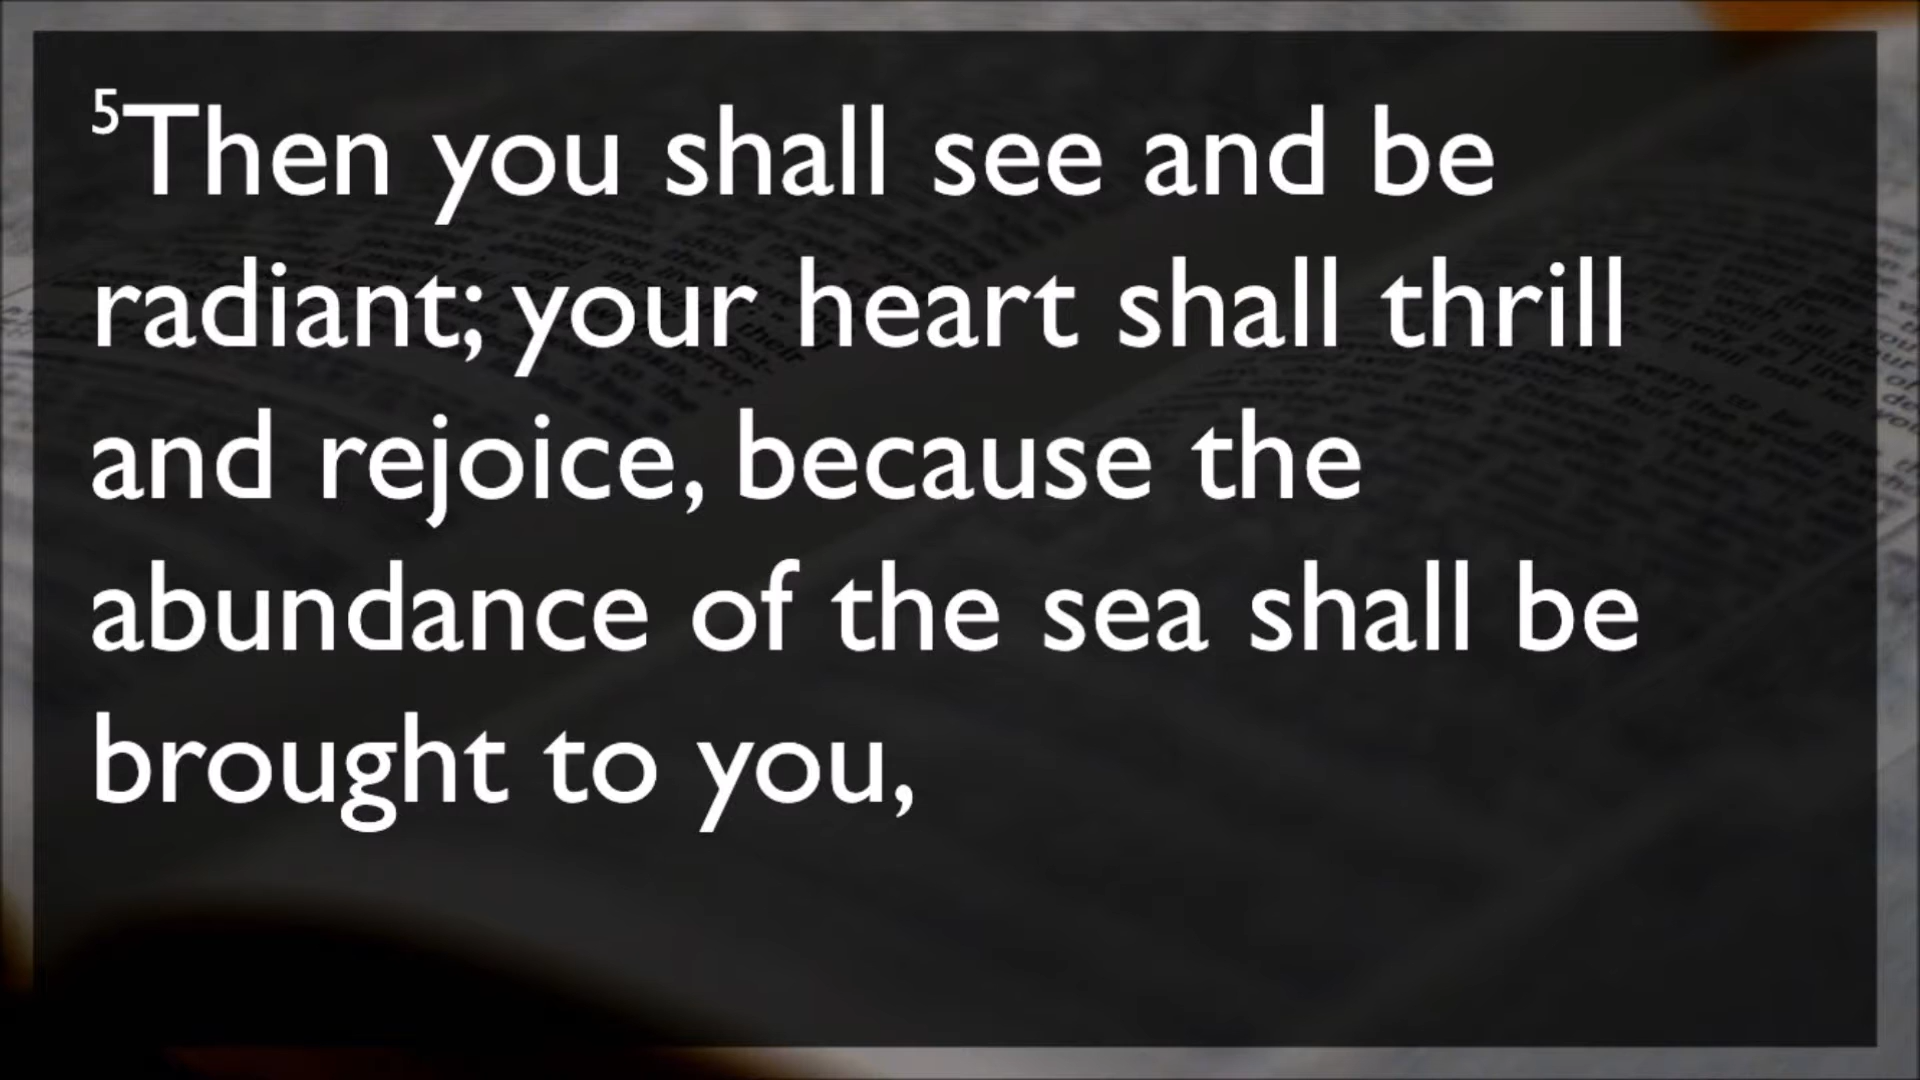 5Then you shall see and be
radiant; your heart shall thrill
and rejoice, because the
abundance of the sea shall be
brought to you,